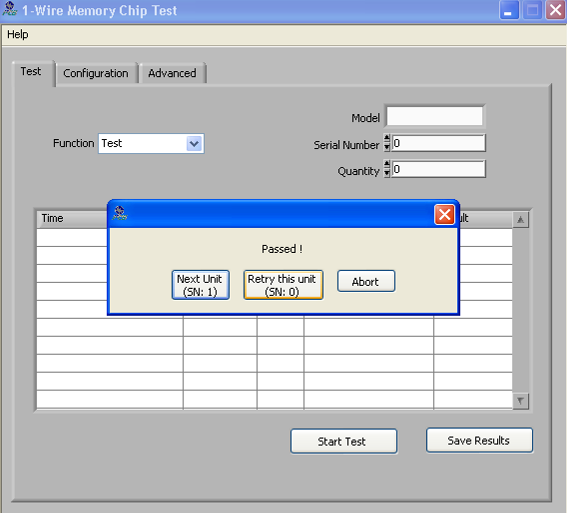 1-Wire Memory Chip Test
Help
Test
Configuration
Advanced
Model
Function
Test
Serial Number
0
Quantity
0
Time
Passed !
Next Unit
(SN: 1)
Retry this unit
(SN: 0)
Abort
Start Test
Save Results